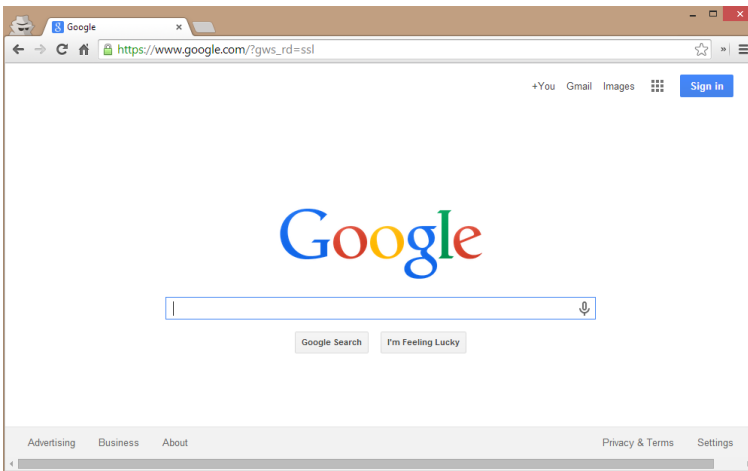 Google
https://www.google.com/?gws_rd=ssl
+You Gmail Images Sign in
Google
Google Search I'm Feeling Lucky
Advertising Business About Privacy & Terms Settings